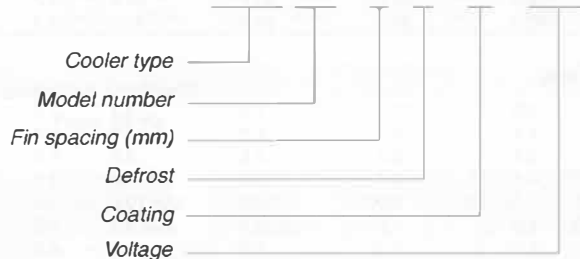 Cooler type
Model number
Fin spacing (mm)
Defrost
Coating
Voltage